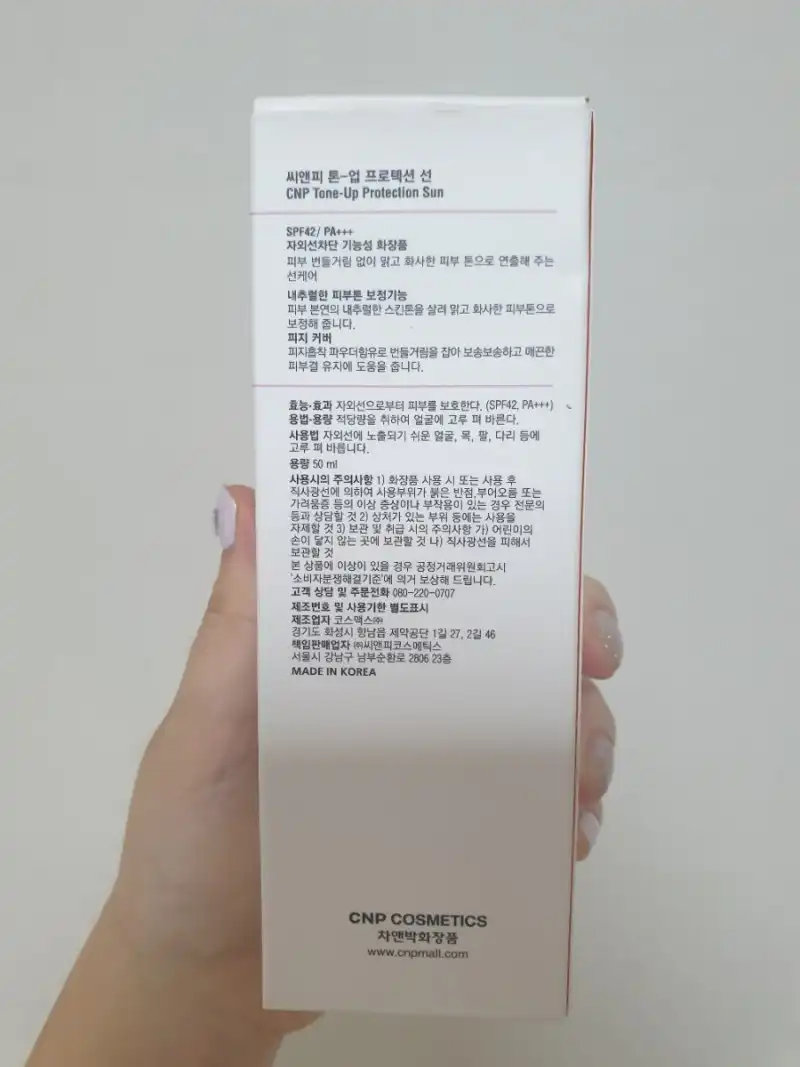 씨앤피 톤-업 프로텍션 선
CNP Tone-Up Protection Sun
SPF42/ PA+++
자외선차단 기능성 화장품
피부 번들거림 없이 맑고 화사한 피부 톤으로 연출해 주는
선케어
내추럴한 피부톤 보정기능
피부 본연의 내추럴한 스킨톤을 살려 맑고 화사한 피부톤으로
보정해 줍니다.
피지 커버
피지흡착 파우더함유로 번들거림을 잡아 보송보송하고 매끈한
피부결 유지에 도움을 줍니다.
효능·효과 자외선으로부터 피부를 보호한다. (SPF42, PA+++)
용법·용량 적당량을 취하여 얼굴에 고루 펴 바른다.
사용법 자외선에 노출되기 쉬운 얼굴, 목, 팔, 다리 등에
고루 펴 바릅니다.
용량 50 ml
사용시의 주의사항 1) 화장품 사용 시 또는 사용 후
직사광선에 의하여 사용부위가 붉은 반점,부어오름 또는
가려움증 등의 이상 증상이나 부작용이 있는 경우 전문의
등과 상담할 것 2) 상처가 있는 부위 등에는 사용을
자제할 것 3) 보관 및 취급 시의 주의사항 가) 어린이의
손이 닿지 않는 곳에 보관할 것 나) 직사광선을 피해서
보관할 것
본 상품에 이상이 있을 경우 공정거래위원회고시
'소비자분쟁해결기준'에 의거 보상해 드립니다.
고객 상담 및 주문전화 080-220-0707
제조번호 및 사용기한 별도표시
제조업자 코스맥스㈜
경기도 화성시 향남읍 제약공단 1길 27, 2길 46
책임판매업자 ㈜씨앤피코스메틱스
서울시 강남구 남부순환로 2806 23층
MADE IN KOREA
CNP COSMETICS
차앤박화장품
www.cnpmall.com